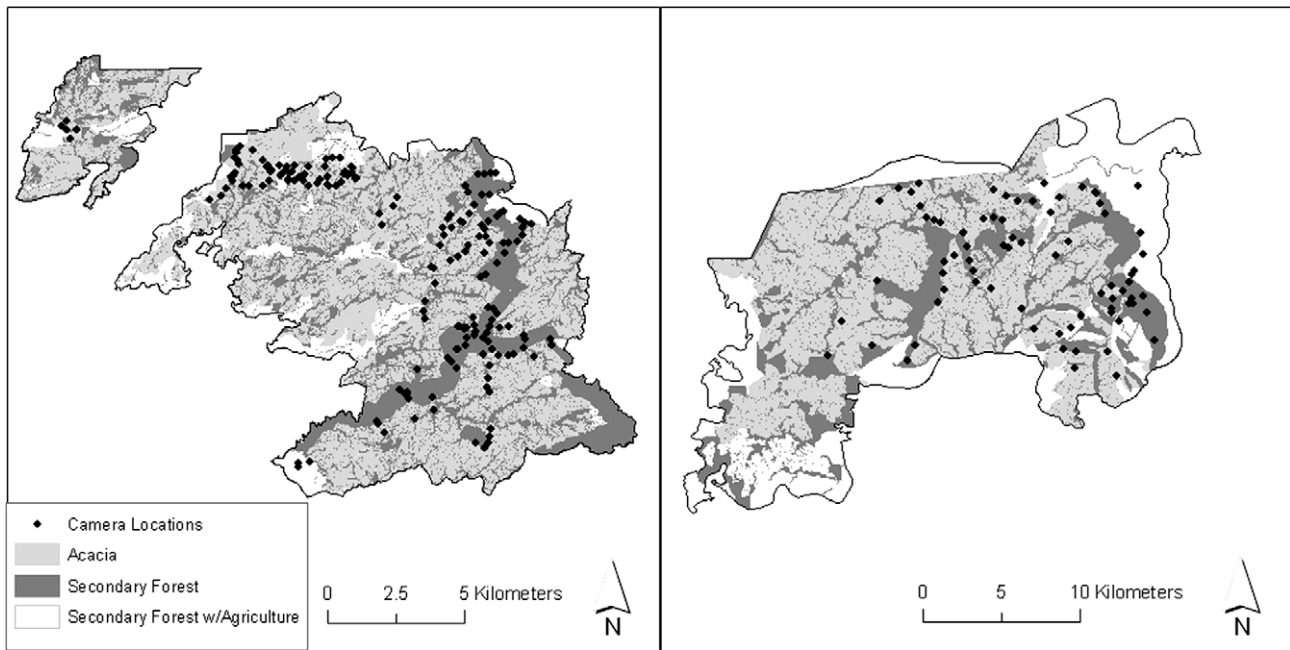 Camera Locations
Acacia
Secondary Forest
Secondary Forest w/Agriculture
0 2.5 5 Kilometers
N
0 5 10 Kilometers
N